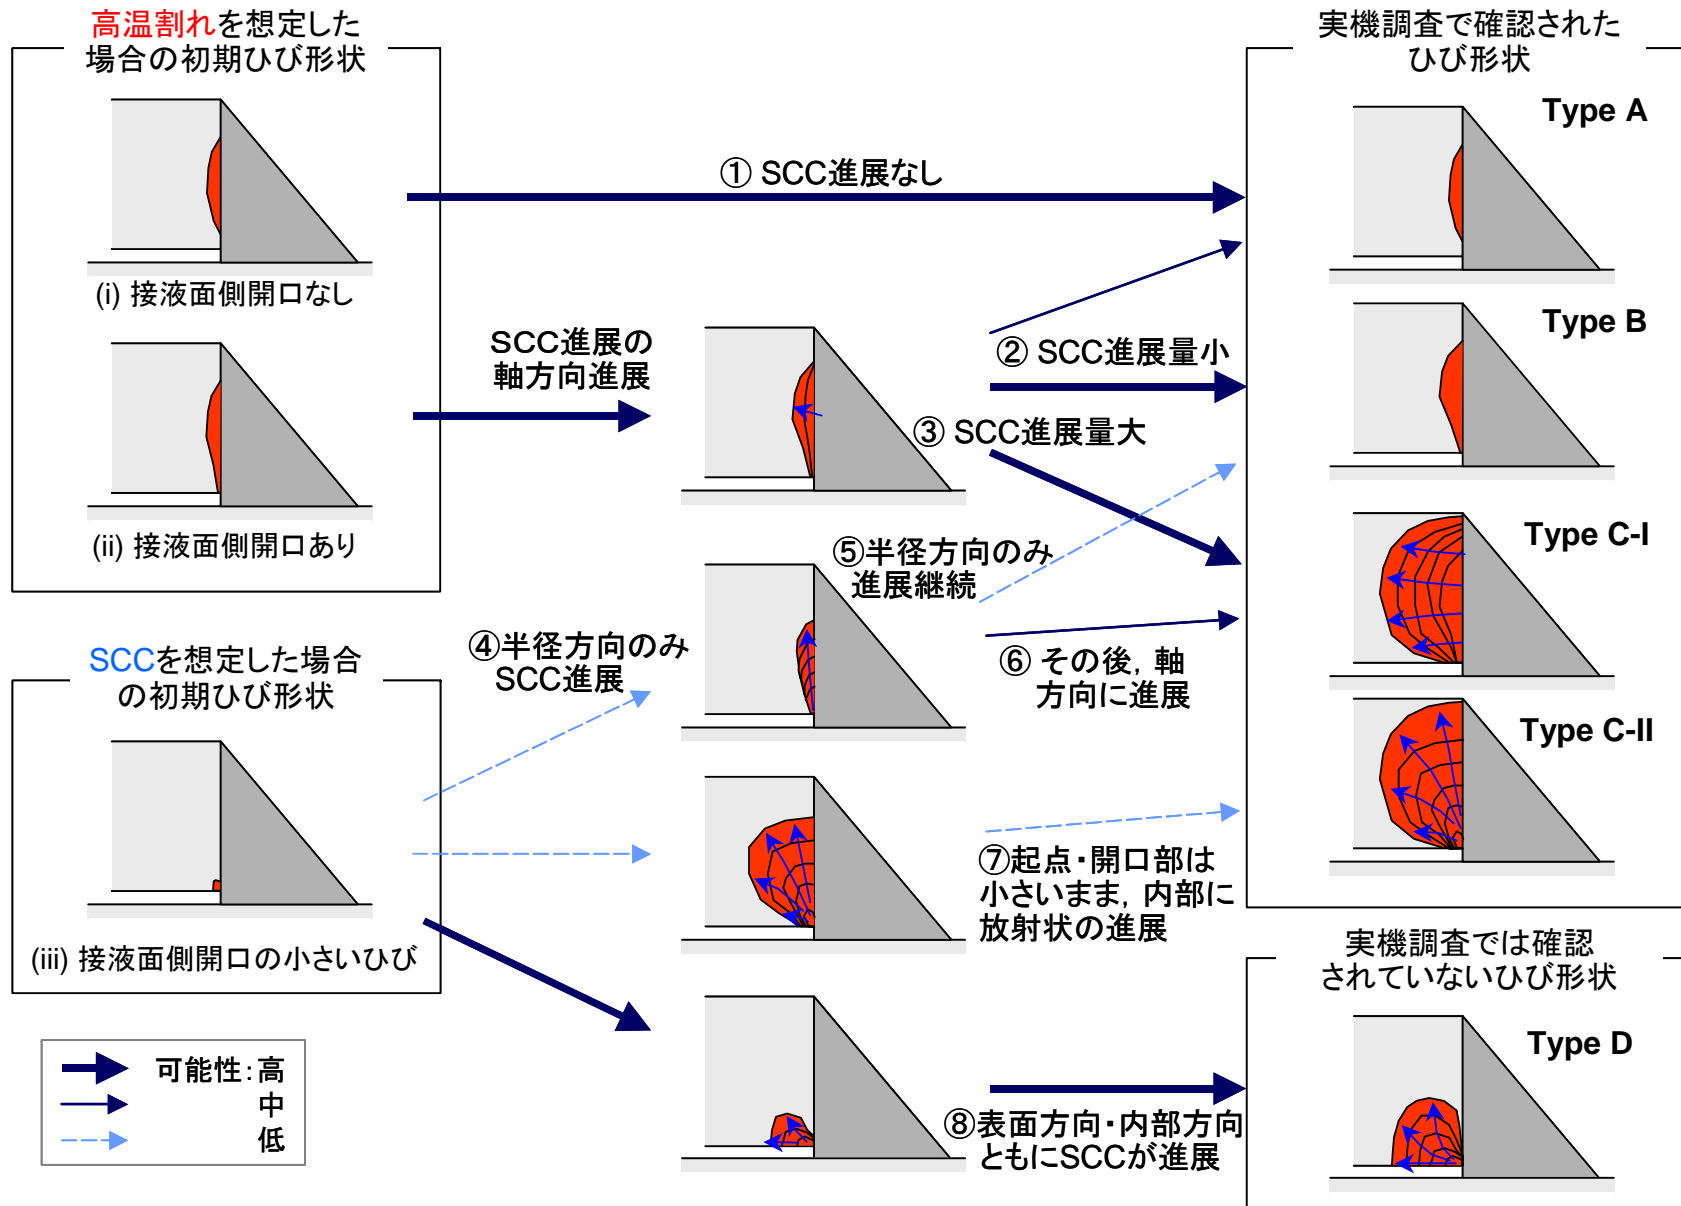 高温割れを想定した
場合の初期ひび形状
(i) 接液面側開口なし
(ii) 接液面側開口あり
SCCを想定した場合
の初期ひび形状
(iii) 接液面側開口の小さいひび
可能性:高
中
低
① SCC進展なし
SCC進展の
軸方向進展
② SCC進展量小
③ SCC進展量大
④半径方向のみ
SCC進展
⑤半径方向のみ
進展継続
⑥ その後, 軸
方向に進展
⑦起点・開口部は
小さいまま, 内部に
放射状の進展
⑧表面方向・内部方向
ともにSCCが進展
実機調査で確認された
ひび形状
Type A
Type B
Type C-I
Type C-II
実機調査では確認
されていないひび形状
Type D